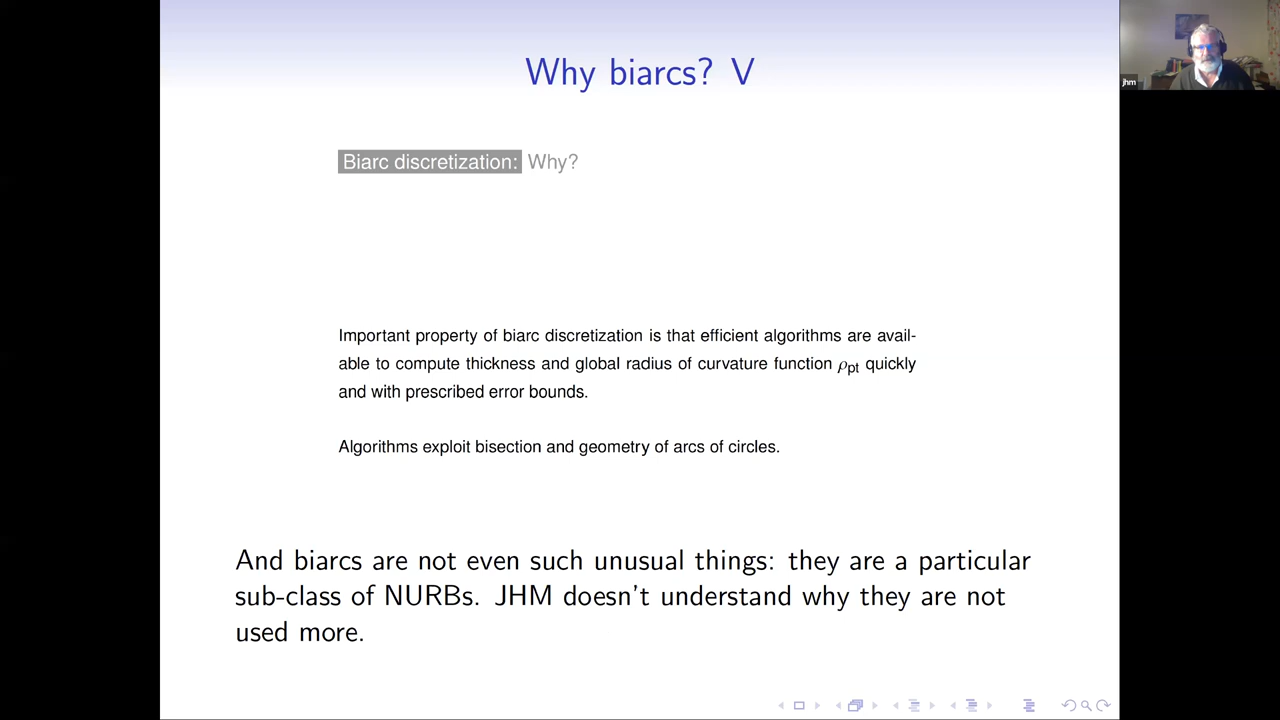 Why biarcs? V
jhm
Biarc discretization: Why?
Important property of biarc discretization is that efficient algorithms are avail-
able to compute thickness and global radius of curvature function ρpt quickly
and with prescribed error bounds.
Algorithms exploit bisection and geometry of arcs of circles.
And biarcs are not even such unusual things: they are a particular
sub-class of NURBs. JHM doesn't understand why they are not
used more.